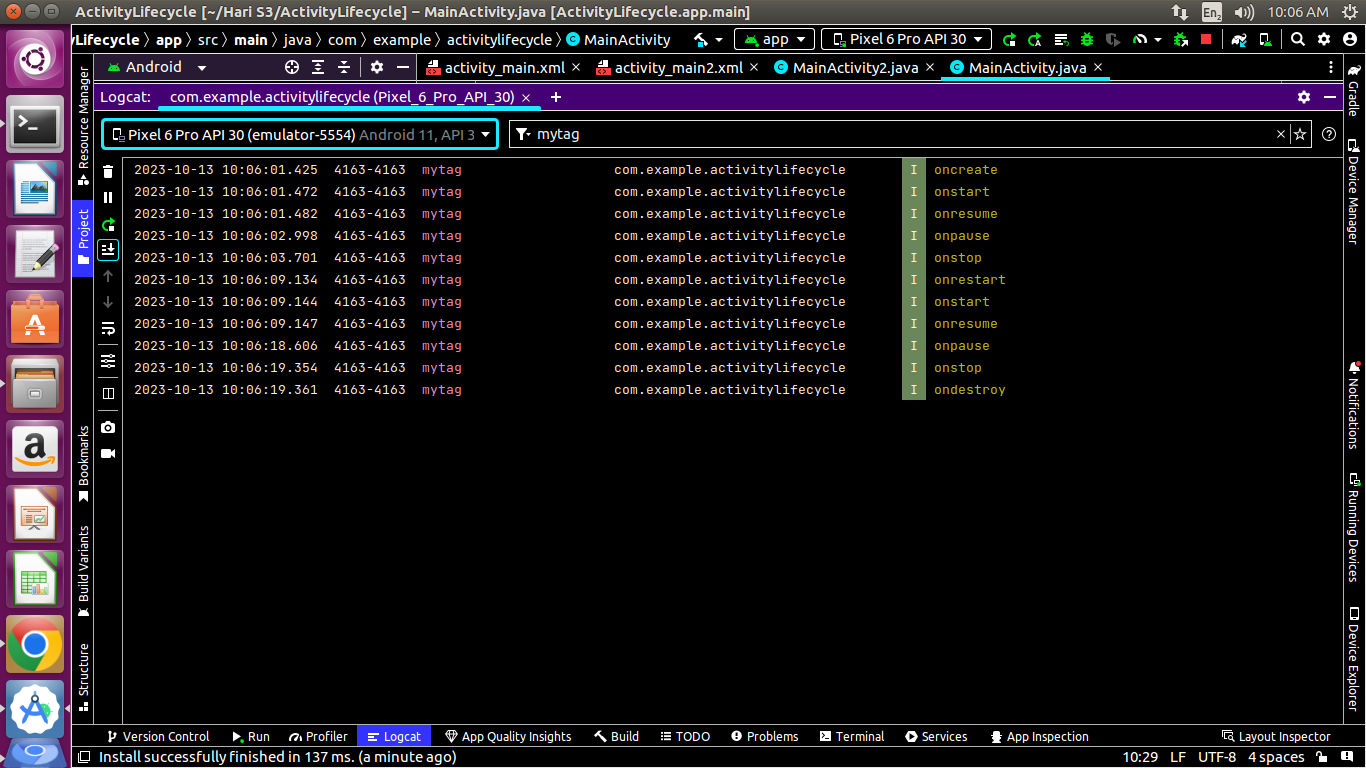 ActivityLifecycle [~/Hari S3/ActivityLifecycle] – MainActivity.java [ActivityLifecycle.app.main]
En2
10:06 AM
yLifecycle › app › src › main › java › com › example › activitylifecycle › C MainActivity
app
Pixel 6 Pro API 30
Android
activity_main.xml
activity_main2.xml
C MainActivity2.java
C MainActivity.java
Logcat:
com.example.activitylifecycle (Pixel_6_Pro_API_30)
Pixel 6 Pro API 30 (emulator-5554) Android 11, API 3
mytag
2023-10-13 10:06:01.425 4163-4163 mytag com.example.activitylifecycle I oncreate
2023-10-13 10:06:01.472 4163-4163 mytag com.example.activitylifecycle I onstart
2023-10-13 10:06:01.482 4163-4163 mytag com.example.activitylifecycle I onresume
2023-10-13 10:06:02.998 4163-4163 mytag com.example.activitylifecycle I onpause
2023-10-13 10:06:03.701 4163-4163 mytag com.example.activitylifecycle I onstop
2023-10-13 10:06:09.134 4163-4163 mytag com.example.activitylifecycle I onrestart
2023-10-13 10:06:09.144 4163-4163 mytag com.example.activitylifecycle I onstart
2023-10-13 10:06:09.147 4163-4163 mytag com.example.activitylifecycle I onresume
2023-10-13 10:06:18.606 4163-4163 mytag com.example.activitylifecycle I onpause
2023-10-13 10:06:19.354 4163-4163 mytag com.example.activitylifecycle I onstop
2023-10-13 10:06:19.361 4163-4163 mytag com.example.activitylifecycle I ondestroy
Resource Manager
Project
Bookmarks
Build Variants
Structure
Gradle
Device Manager
Notifications
Running Devices
Device Explorer
Version Control
Run
Profiler
Logcat
App Quality Insights
Build
TODO
Problems
Terminal
Services
App Inspection
Layout Inspector
Install successfully finished in 137 ms. (a minute ago)
10:29 LF UTF-8 4 spaces